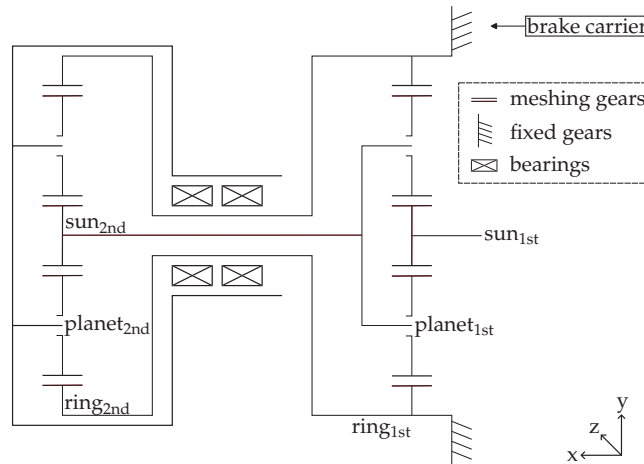 brake carrier
meshing gears
fixed gears
bearings
sun2nd
sun1st
planet2nd
planet1st
ring2nd
ring1st
y
z
x